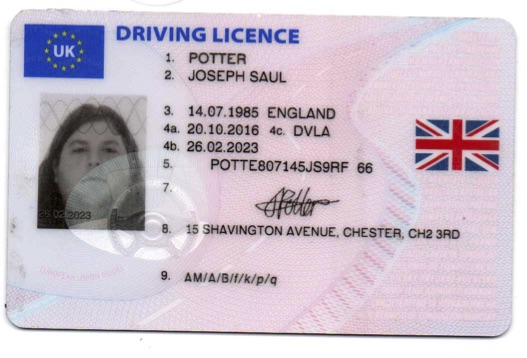 UK
DRIVING LICENCE
1. POTTER
2. JOSEPH SAUL
3. 14.07.1985 ENGLAND
4a. 20.10.2016 4c. DVLA
4b. 26.02.2023
5. POTTE807145JS9RF 66
7. JPotter
8. 15 SHAVINGTON AVENUE, CHESTER, CH2 3RD
9. AM/A/B/f/k/p/q
26.02.2023